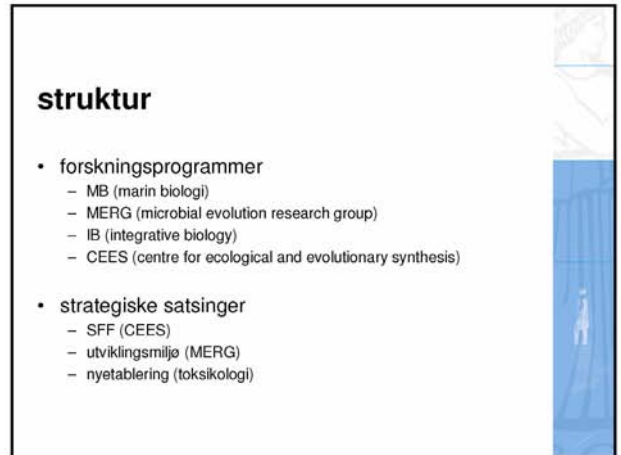 struktur
• forskningsprogrammer
– MB (marin biologi)
– MERG (microbial evolution research group)
– IB (integrative biology)
– CEES (centre for ecological and evolutionary synthesis)
• strategiske satsinger
– SFF (CEES)
– utviklingsmiljø (MERG)
– nyetablering (toksikologi)